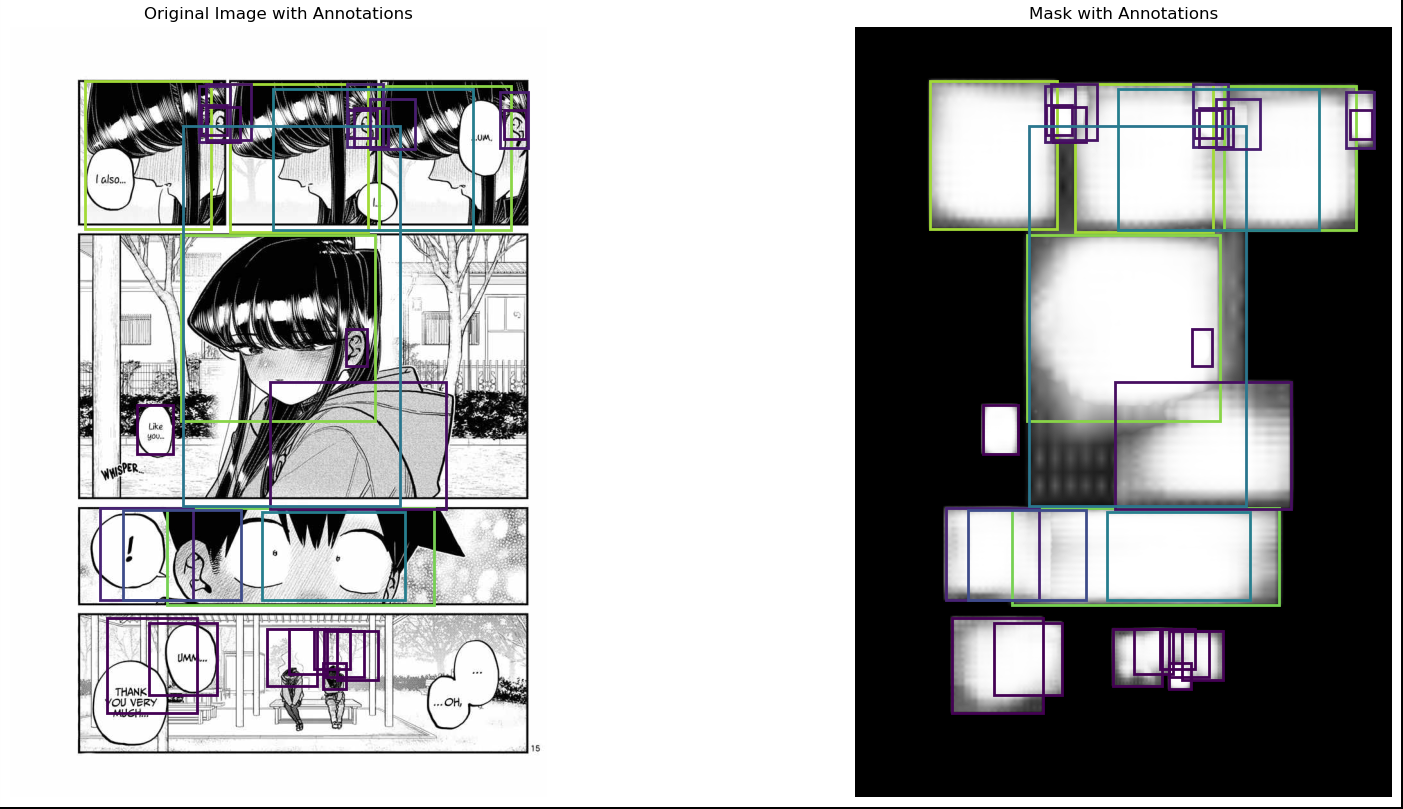 Original Image with Annotations
Mask with Annotations
I also...
I..
...UM.
Like
you...
WHISPER...
!
UMM...
THANK
YOU VERY
MUCH...
...
...OH,
15